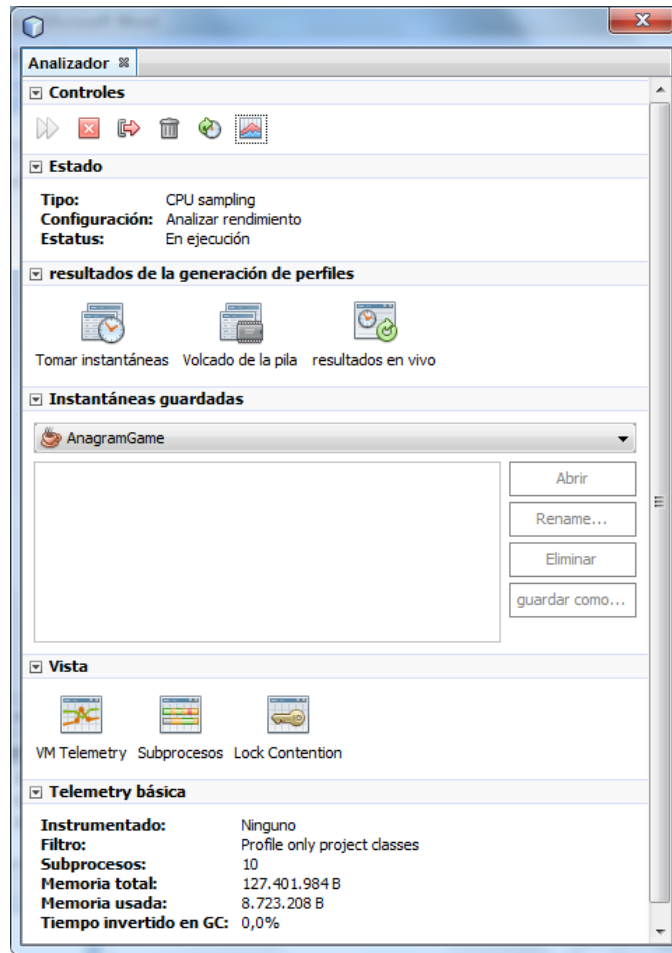 Analizador
Controles
Estado
Tipo: CPU sampling
Configuración: Analizar rendimiento
Estatus: En ejecución
resultados de la generación de perfiles
Tomar instantáneas Volcado de la pila resultados en vivo
Instantáneas guardadas
AnagramGame
Abrir
Rename...
Eliminar
guardar como...
Vista
VM Telemetry Subprocesos Lock Contention
Telemetry básica
Instrumentado: Ninguno
Filtro: Profile only project classes
Subprocesos: 10
Memoria total: 127.401.984 B
Memoria usada: 8.723.208 B
Tiempo invertido en GC: 0,0%